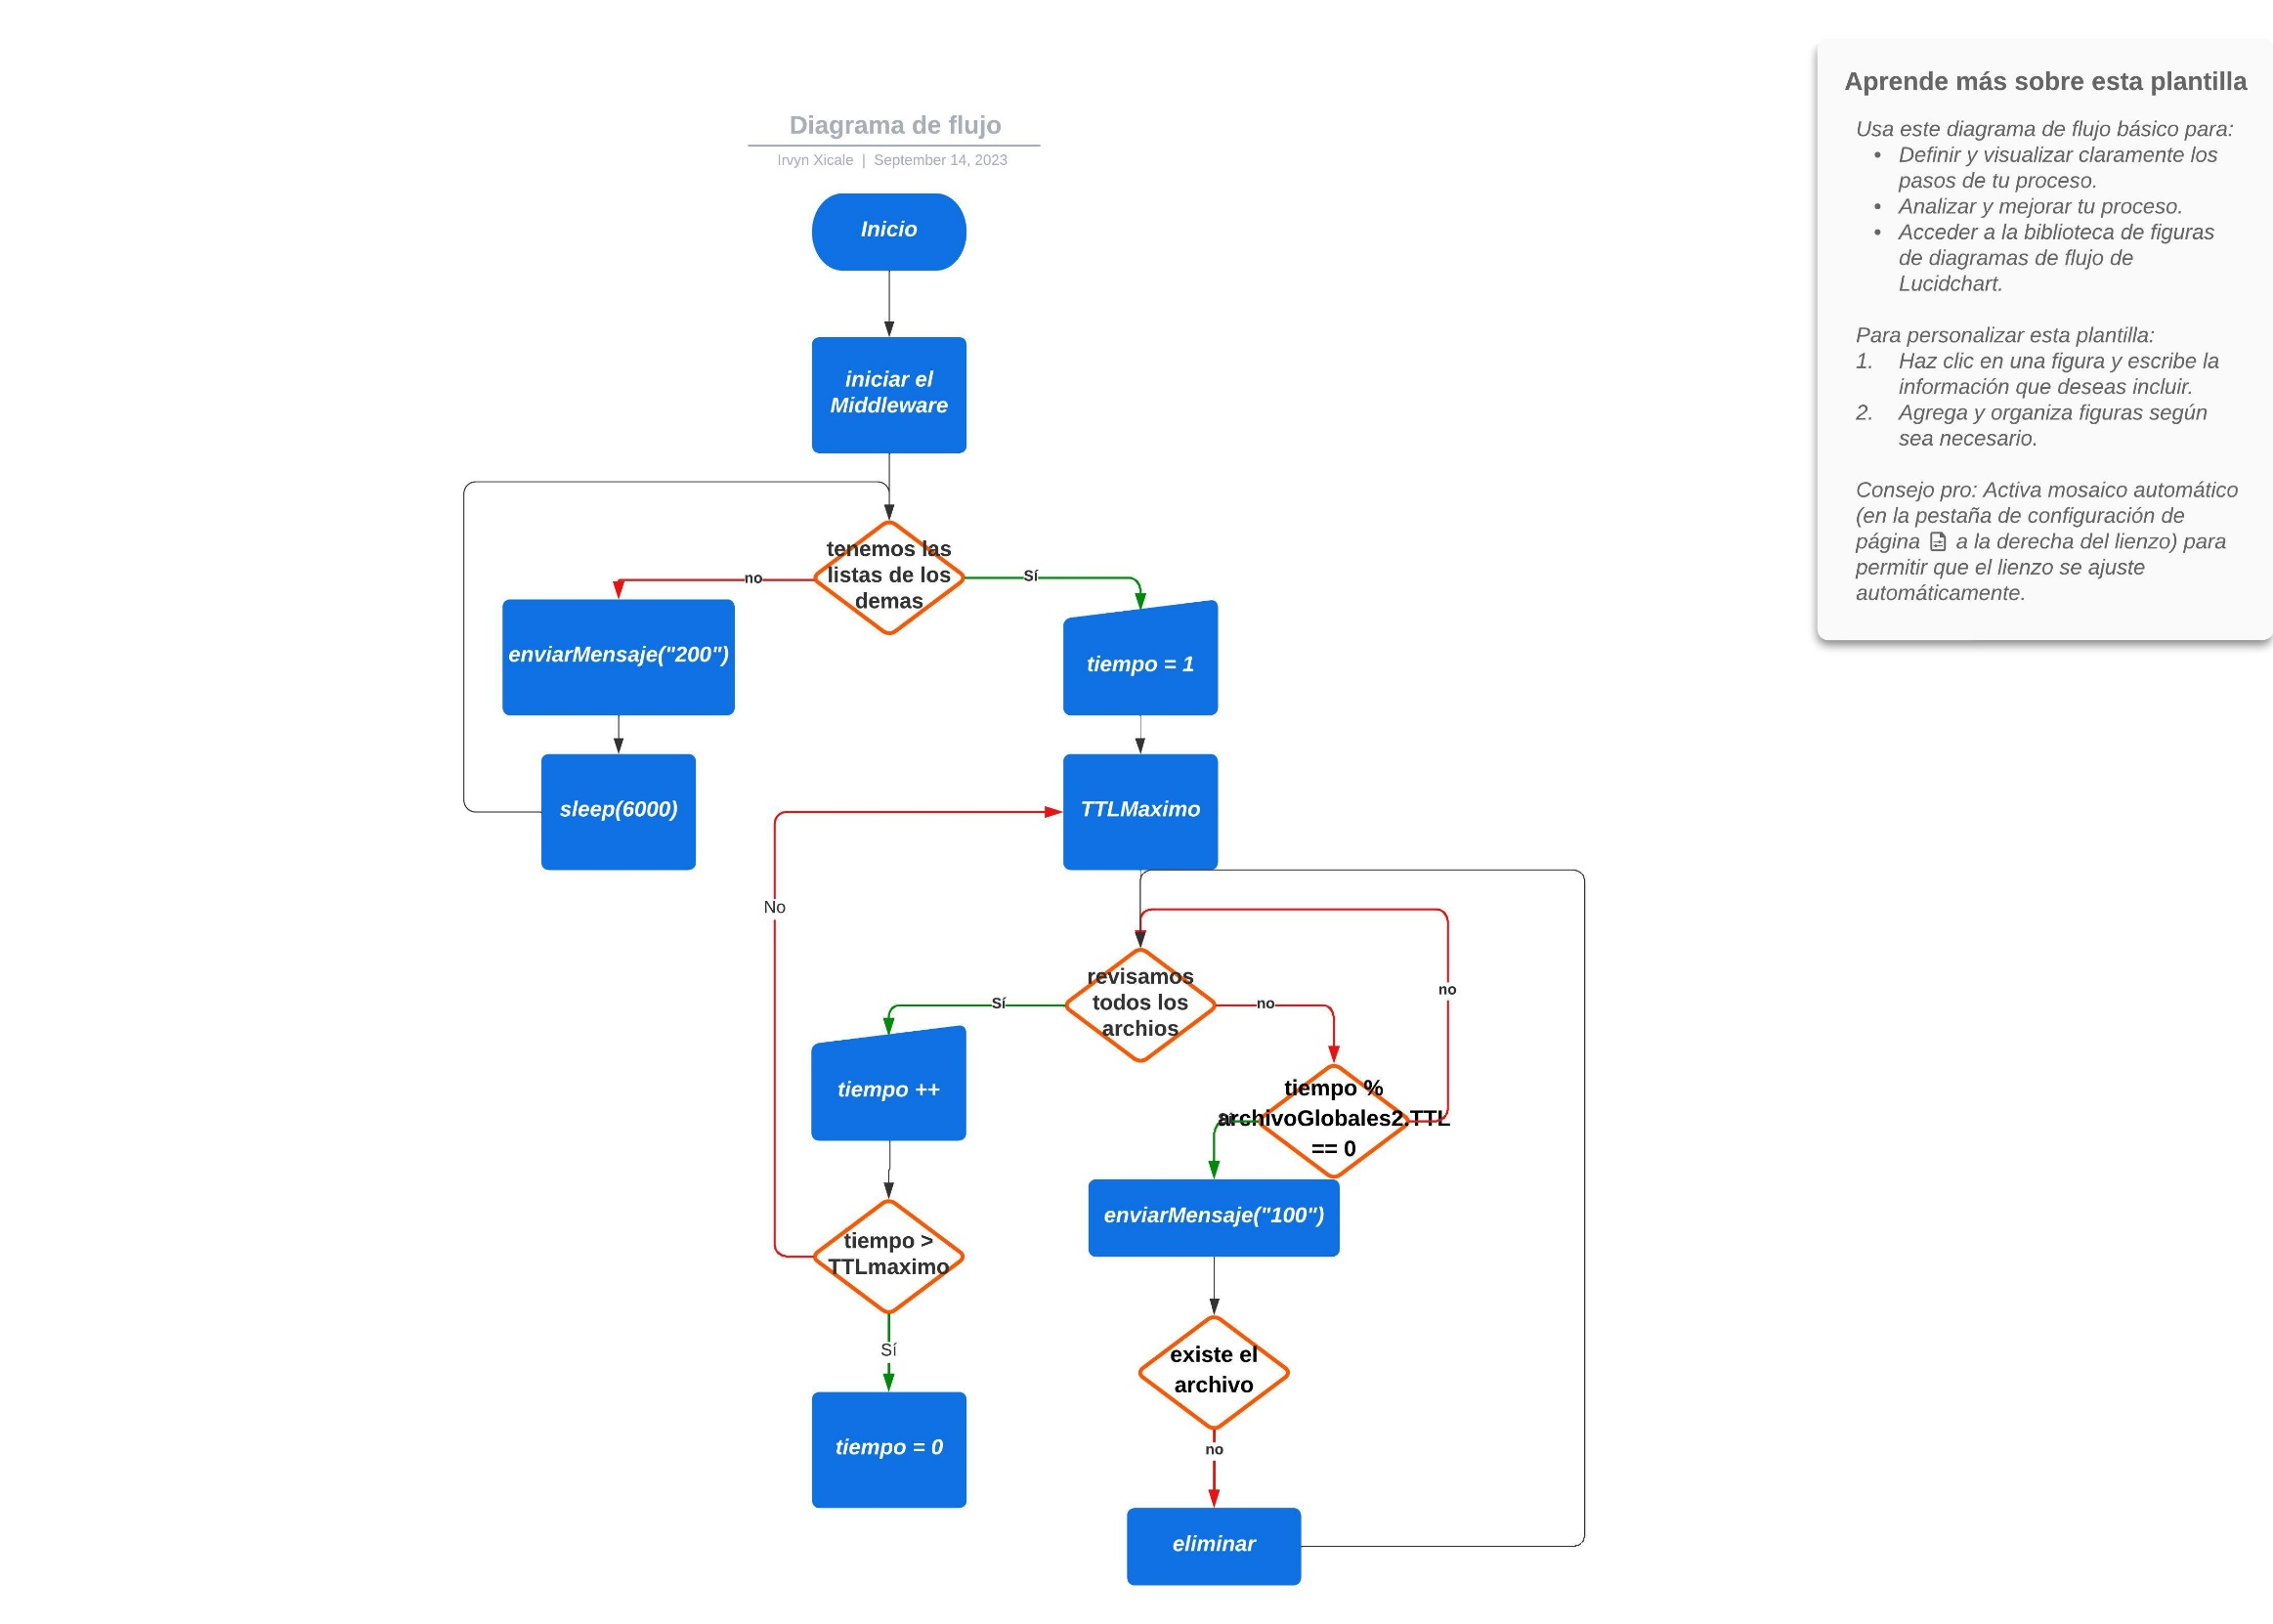 Diagrama de flujo
Irvyn Xicale | September 14, 2023
Inicio
iniciar el
Middleware
tenemos las
listas de los
demas
no
Sí
enviarMensaje("200")
sleep(6000)
tiempo = 1
TTLMaximo
No
revisamos
todos los
archios
Sí
no
no
tiempo ++
tiempo %
archivoGlobales2.TTL
== 0
tiempo >
TTLmaximo
Sí
enviarMensaje("100")
existe el
archivo
no
tiempo = 0
eliminar
Aprende más sobre esta plantilla
Usa este diagrama de flujo básico para:
• Definir y visualizar claramente los
pasos de tu proceso.
• Analizar y mejorar tu proceso.
• Acceder a la biblioteca de figuras
de diagramas de flujo de
Lucidchart.
Para personalizar esta plantilla:
1. Haz clic en una figura y escribe la
información que deseas incluir.
2. Agrega y organiza figuras según
sea necesario.
Consejo pro: Activa mosaico automático
(en la pestaña de configuración de
página a la derecha del lienzo) para
permitir que el lienzo se ajuste
automáticamente.